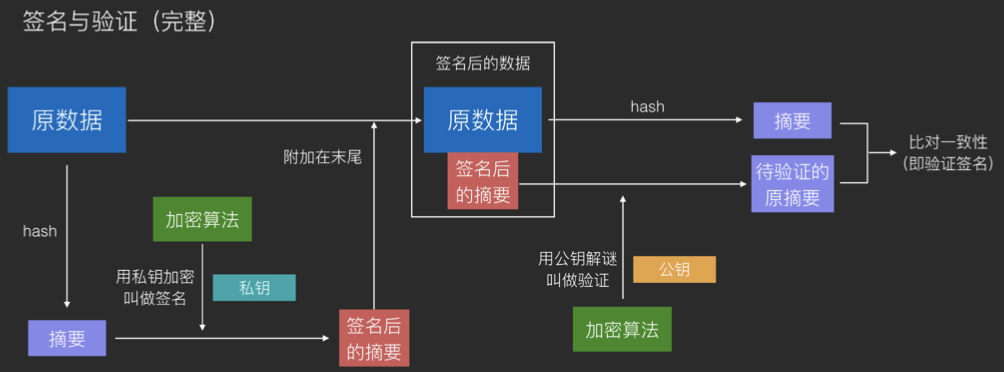 签名与验证（完整）
签名后的数据
原数据
原数据
hash
摘要
附加在末尾
签名后
的摘要
待验证的
原摘要
比对一致性
(即验证签名)
hash
加密算法
用私钥加密
叫做签名
私钥
用公钥解谜
叫做验证
公钥
摘要
签名后
的摘要
加密算法